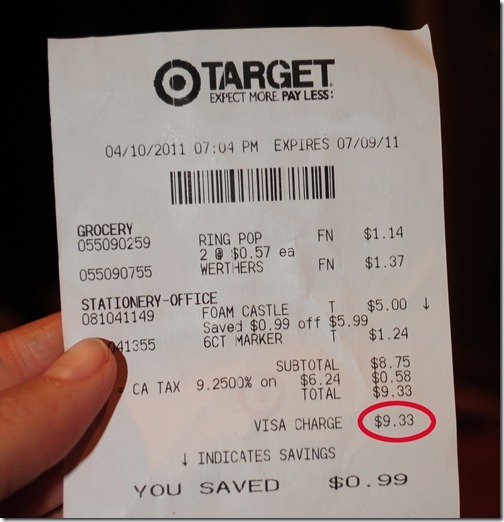 TARGET
EXPECT MORE. PAY LESS.
04/10/2011 07:04 PM EXPIRES 07/09/11
GROCERY
055090259 RING POP FN $1.14
2 @ $0.57 ea
055090755 WERTHERS FN $1.37
STATIONERY-OFFICE
081041149 FOAM CASTLE T $5.00 ↓
Saved $0.99 off $5.99
041355 6CT MARKER T $1.24
SUBTOTAL $8.75
= CA TAX 9.2500% on $6.24 $0.58
TOTAL $9.33
VISA CHARGE $9.33
↓ INDICATES SAVINGS
YOU SAVED $0.99